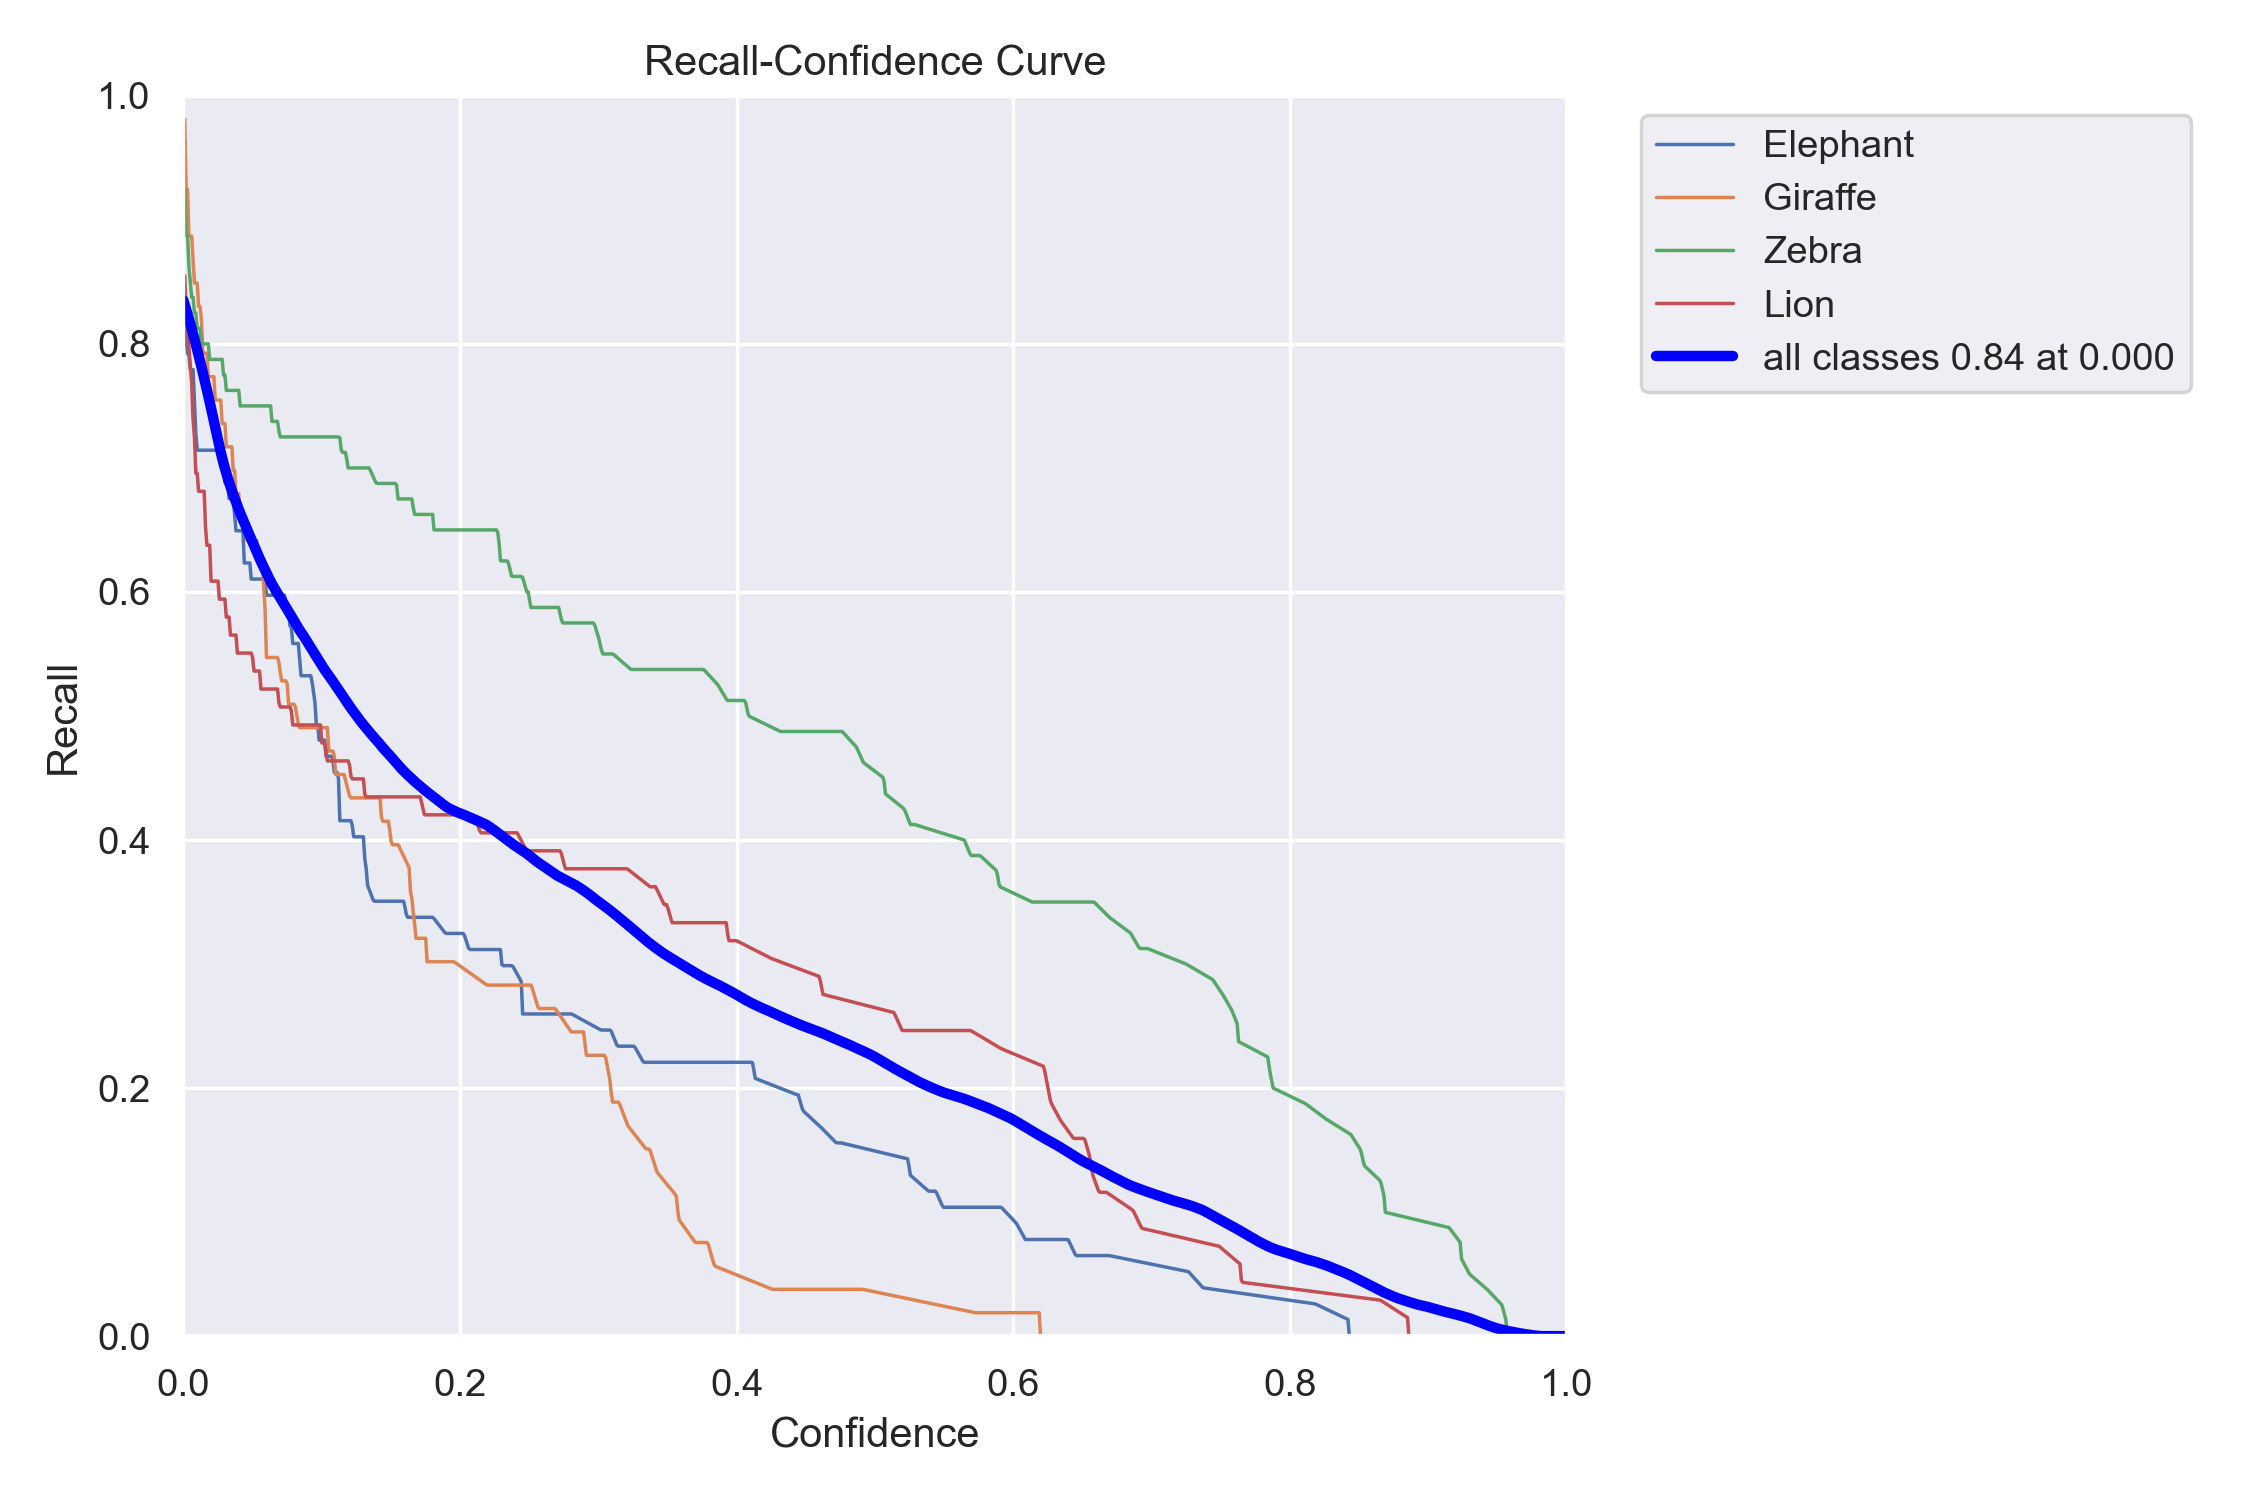 Recall-Confidence Curve
1.0
0.8
0.6
0.4
0.2
0.0
Recall
0.0 0.2 0.4 0.6 0.8 1.0
Confidence
Elephant
Giraffe
Zebra
Lion
all classes 0.84 at 0.000